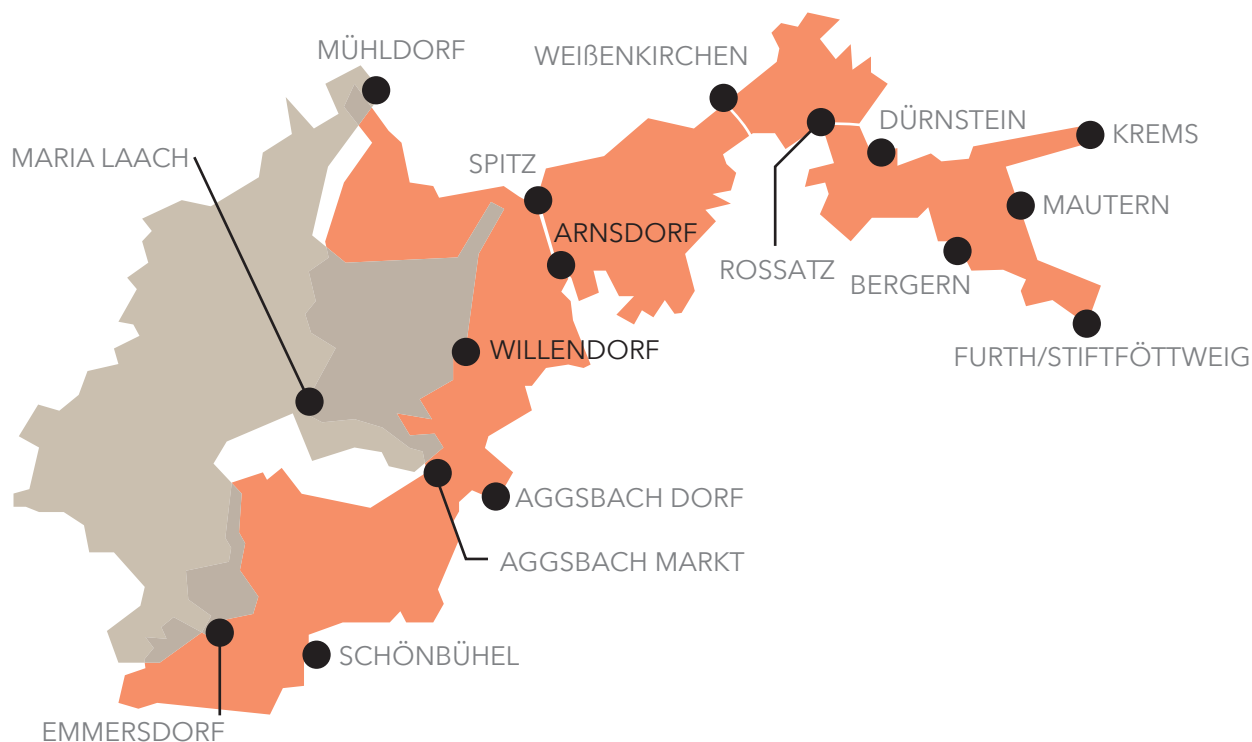 MÜHLDORF
WEIßENKIRCHEN
DÜRNSTEIN
KREMS
MARIA LAACH
SPITZ
MAUTERN
ARNSDORF
ROSSATZ
BERGERN
WILLENDORF
FURTH/STIFTFÖTTWEIG
AGGSBACH DORF
AGGSBACH MARKT
SCHÖNBÜHEL
EMMERSDORF